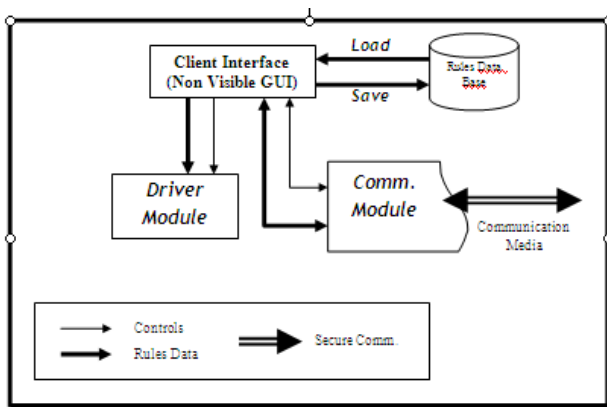 Load
Client Interface
(Non Visible GUI)
Rules Data
Base
Save
Driver
Module
Comm.
Module
Communication
Media
Controls
Rules Data
Secure Comm.